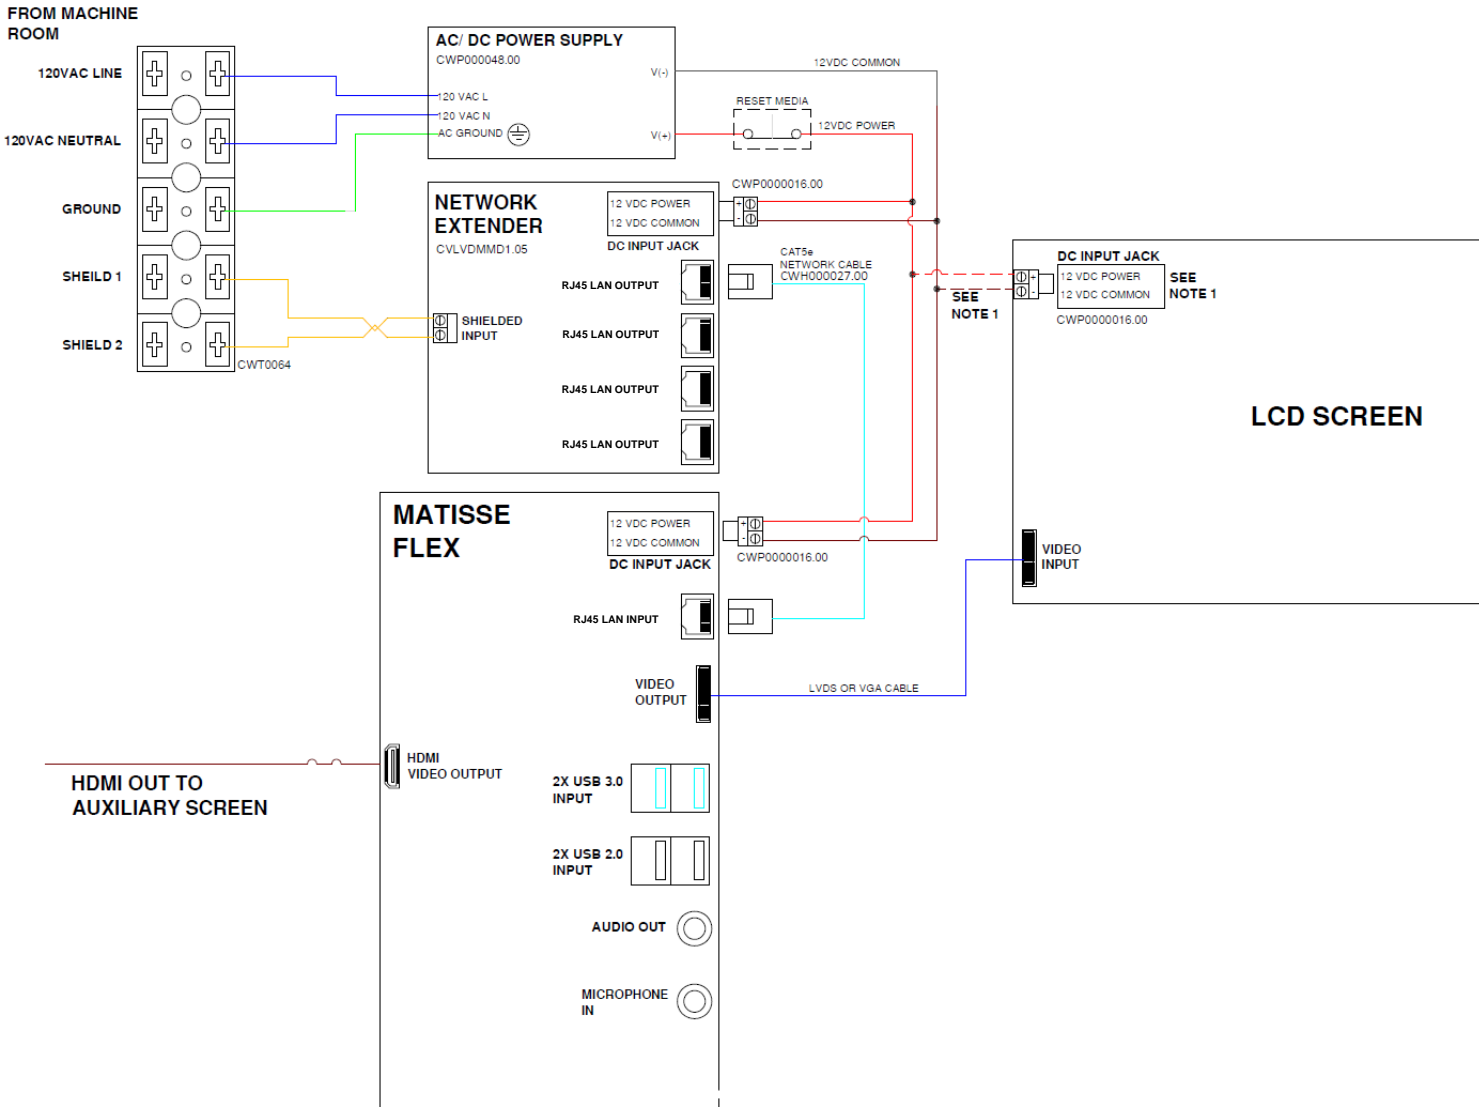 FROM MACHINE
ROOM
120VAC LINE
120VAC NEUTRAL
GROUND
SHEILD 1
SHIELD 2
CWT0064
AC/ DC POWER SUPPLY
CWP000048.00
V(-)
120 VAC L
120 VAC N
AC GROUND
V(+)
12VDC COMMON
RESET MEDIA
12VDC POWER
NETWORK
EXTENDER
CVLVDMMD1.05
12 VDC POWER
12 VDC COMMON
DC INPUT JACK
CWP0000016.00
+
-
RJ45 LAN OUTPUT
RJ45 LAN OUTPUT
RJ45 LAN OUTPUT
RJ45 LAN OUTPUT
SHIELDED
INPUT
CAT5e
NETWORK CABLE
CWH000027.00
SEE
NOTE 1
DC INPUT JACK
+
-
12 VDC POWER
12 VDC COMMON
SEE
NOTE 1
CWP0000016.00
LCD SCREEN
VIDEO
INPUT
MATISSE
FLEX
12 VDC POWER
12 VDC COMMON
DC INPUT JACK
+
-
CWP0000016.00
RJ45 LAN INPUT
VIDEO
OUTPUT
LVDS OR VGA CABLE
HDMI
VIDEO OUTPUT
HDMI OUT TO
AUXILIARY SCREEN
2X USB 3.0
INPUT
2X USB 2.0
INPUT
AUDIO OUT
MICROPHONE
IN